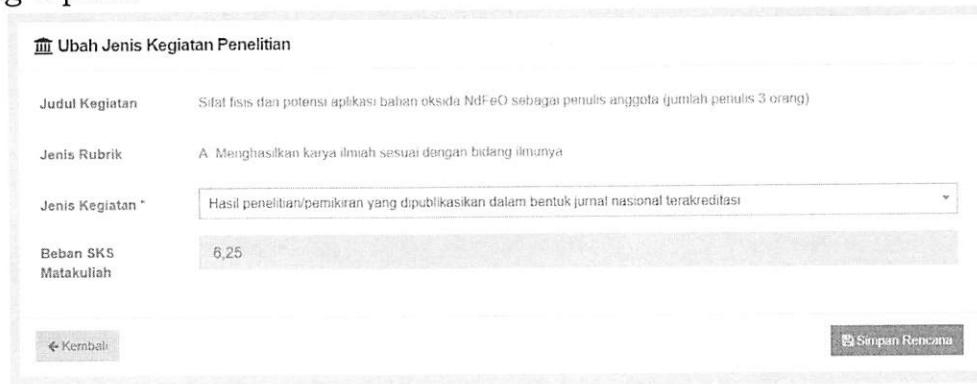 Ubah Jenis Kegiatan Penelitian
Judul Kegiatan
Sifat fisis dan potensi aplikasi bahan oksida NdFeO sebagai penulis anggota (jumlah penulis 3 orang)
Jenis Rubrik
A Menghasilkan karya ilmiah sesuai dengan bidang ilmunya
Jenis Kegiatan *
Hasil penelitian/pemikiran yang dipublikasikan dalam bentuk jurnal nasional terakreditasi
Beban SKS
Matakuliah
6,25
Kembali
Simpan Rencana